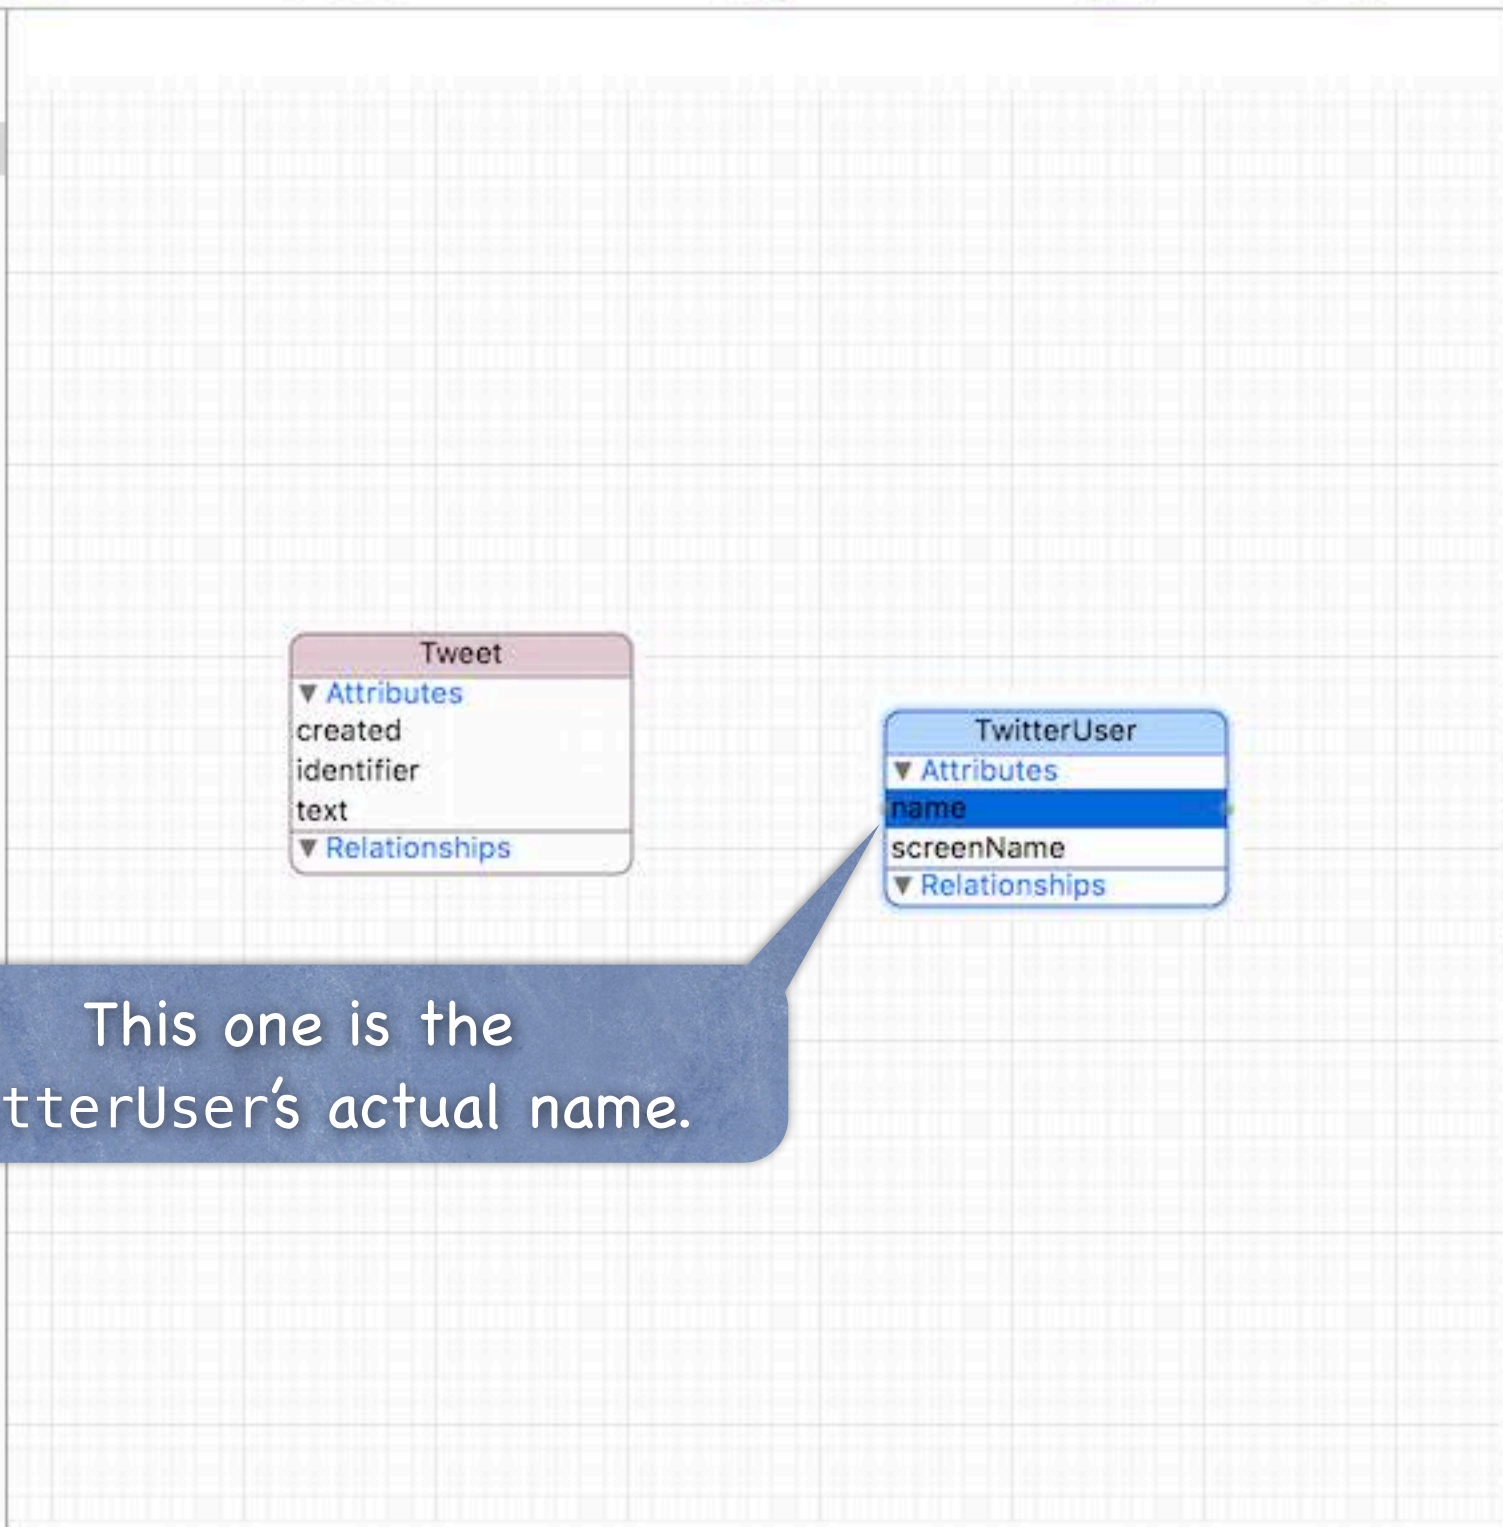 Tweet
▼ Attributes
created
identifier
text
▼ Relationships
TwitterUser
▼ Attributes
name
screenName
▼ Relationships
This one is the
tterUser's actual name.